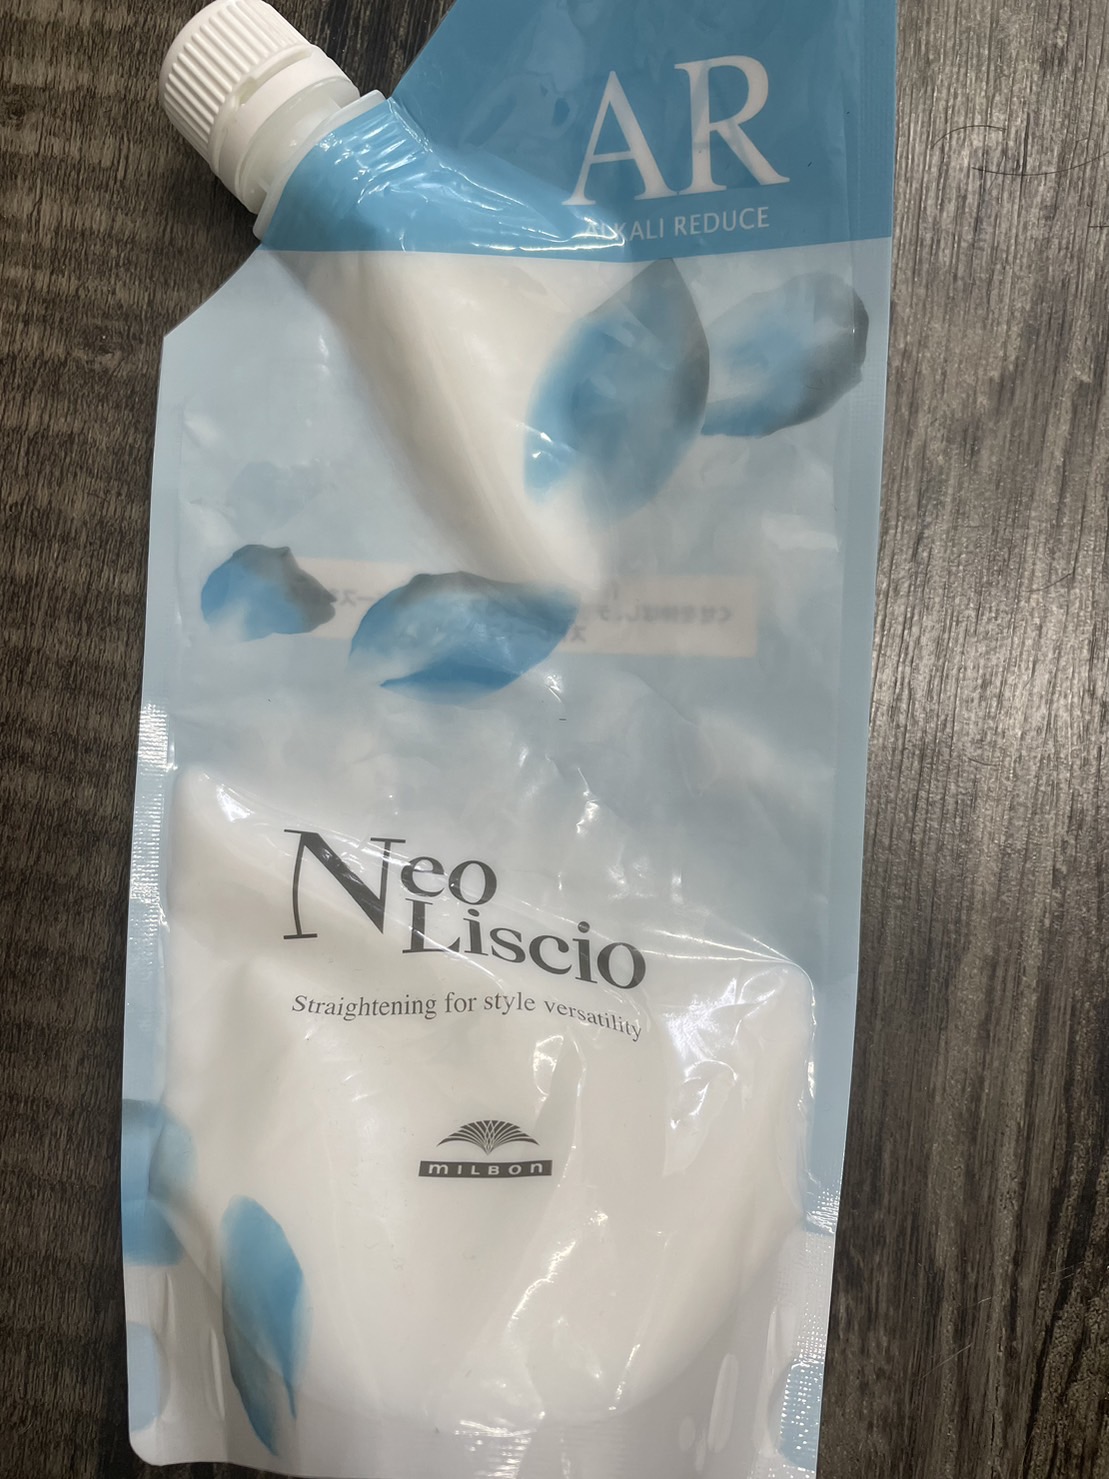 AR
ALKALI REDUCE
Neo
Liscio
Straightening for style versatility
MILBON